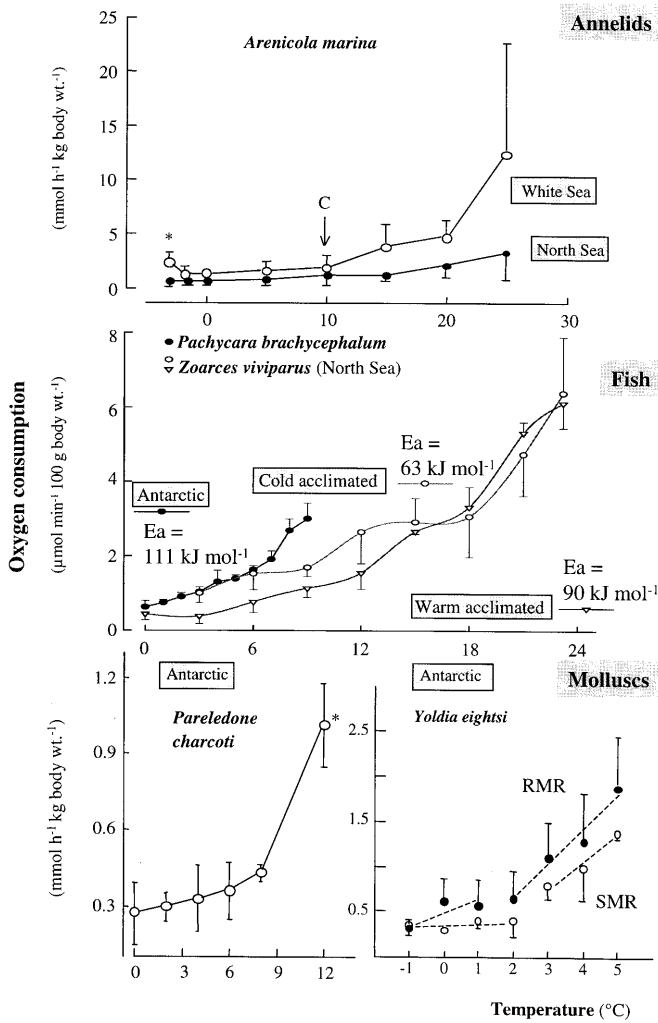 Annelids
25
20
15
10
5
0
(mmol h⁻¹ kg body wt.⁻¹)
Arenicola marina
*
C
White Sea
North Sea
0
10
20
30
Oxygen consumption
Fish
8
6
4
2
0
(µmol min⁻¹ 100 g body wt.⁻¹)
Pachycara brachycephalum
Zoarces viviparus (North Sea)
Antarctic
Ea =
111 kJ mol⁻¹
Cold acclimated
Ea =
63 kJ mol⁻¹
Warm acclimated
Ea =
90 kJ mol⁻¹
0
6
12
18
24
Molluscs
1.2
0.9
0.6
0.3
(mmol h⁻¹ kg body wt.⁻¹)
Antarctic
Pareledone
charcoti
*
0
3
6
9
12
Antarctic
Yoldia eightsi
2.5
1.5
0.5
RMR
SMR
-1
0
1
2
3
4
5
Temperature (°C)